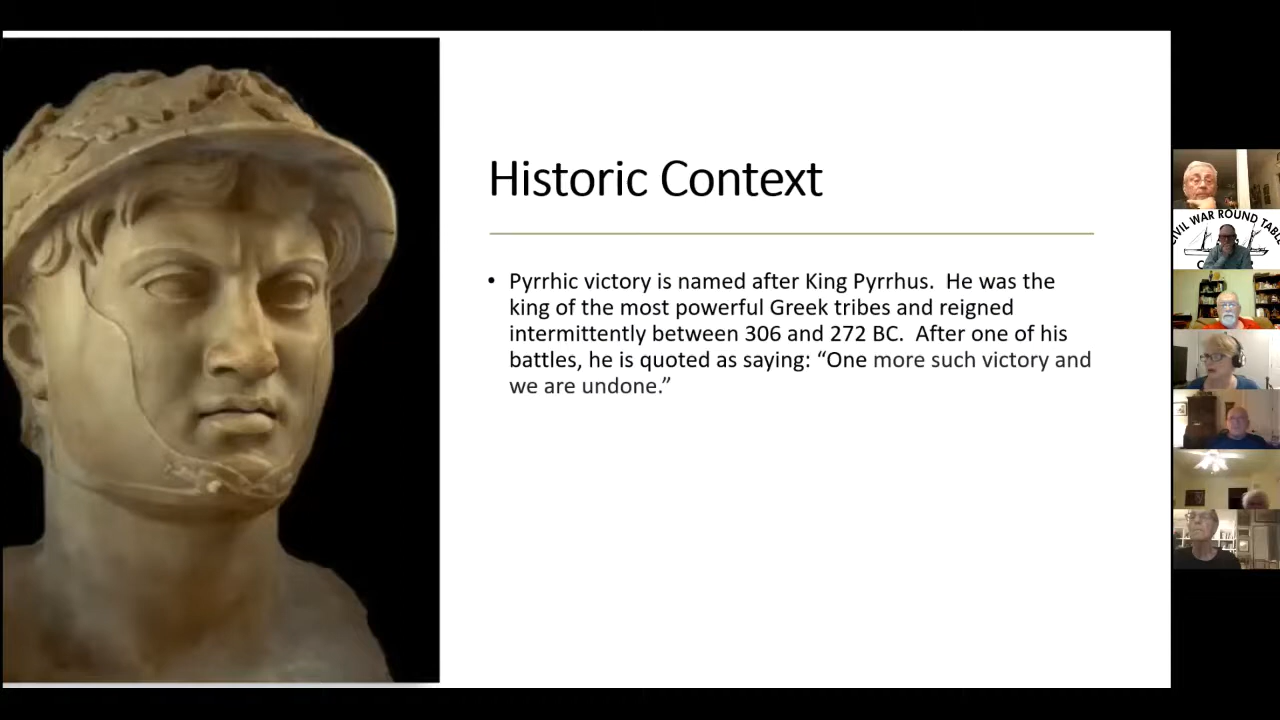 Historic Context
• Pyrrhic victory is named after King Pyrrhus.  He was the
king of the most powerful Greek tribes and reigned
intermittently between 306 and 272 BC.  After one of his
battles, he is quoted as saying: “One more such victory and
we are undone.”
CIVIL WAR ROUND TABLE